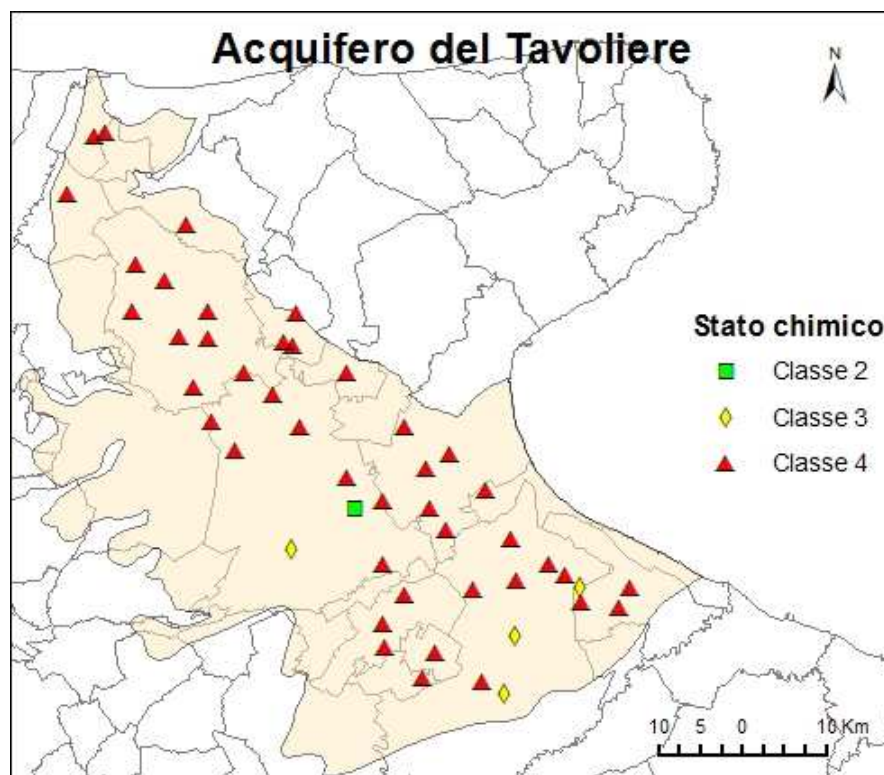 Acquifero del Tavoliere
N
Stato chimico
Classe 2
Classe 3
Classe 4
10 5 0 10 Km